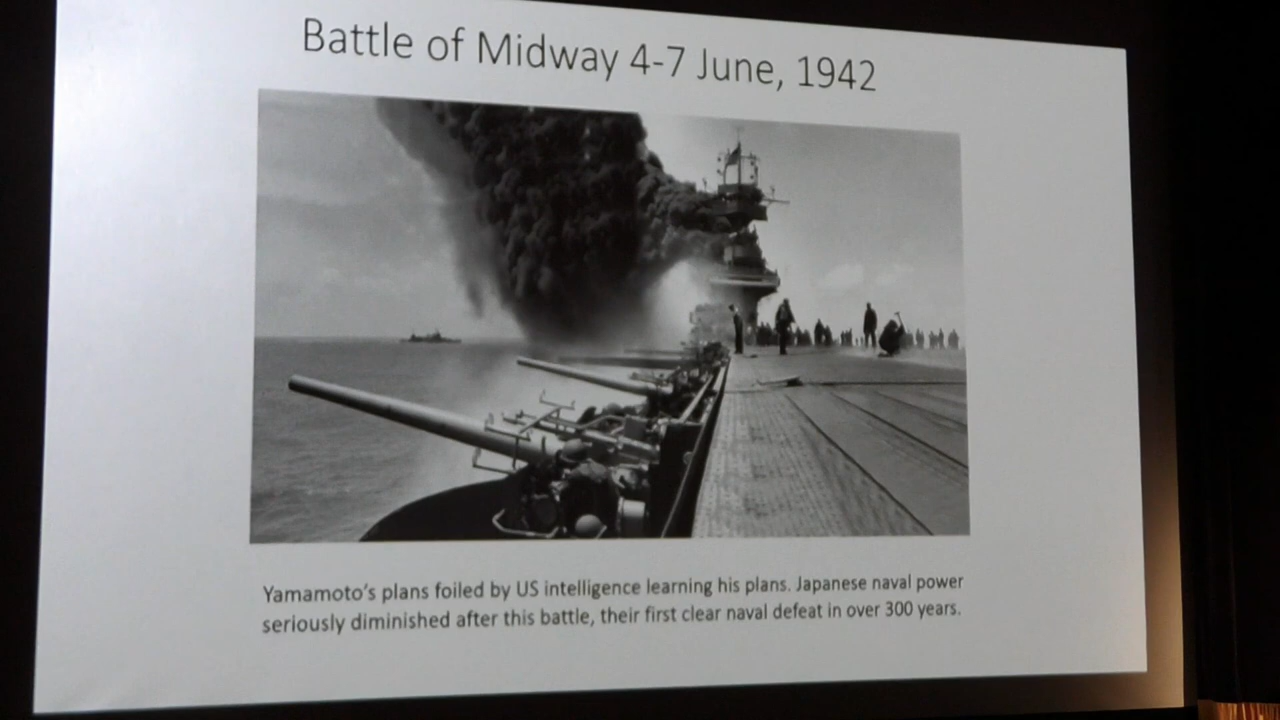 Battle of Midway 4-7 June, 1942
Yamamoto's plans foiled by US intelligence learning his plans. Japanese naval power
seriously diminished after this battle, their first clear naval defeat in over 300 years.